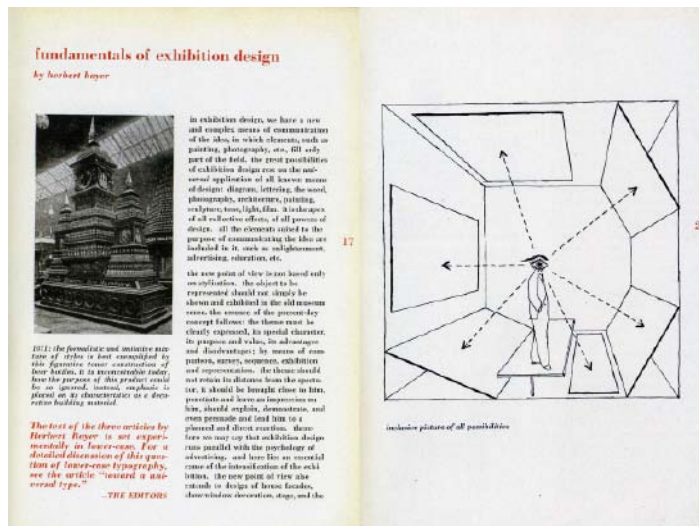 fundamentals of exhibition design
by herbert bayer
in exhibition design, we have a new
and complex means of communication
of the idea, in which elements, such as
painting, photography, etc., fill only
part of the field. the great possibilities
of exhibition design rest on the uni-
versal application of all known means
of design: diagram, lettering, the word,
photography, architecture, painting,
sculpture, tone, light, film. it is the apex
of all collective efforts, of all powers of
design. all the elements suited to the
purpose of communicating the idea are
included in it, such as enlightenment,
advertising, education, etc.
the new point of view is not based only
on stylization. the object to be
represented should not simply be
shown and exhibited in the old museum
sense. the essence of the present-day
concept follows: the theme must be
clearly expressed, its special character,
its purpose and value, its advantages
and disadvantages; by means of com-
parison, survey, sequence, exhibition
and representation. the theme should
not retain its distance from the specta-
tor, it should be brought close to him,
penetrate and leave an impression on
him, should explain, demonstrate, and
even persuade and lead him to a
planned and direct reaction. there-
fore we may say that exhibition design
runs parallel with the psychology of
advertising. and here lies an essential
cause of the intensification of the exhi-
bition. the new point of view also
extends to design of house facades,
show-window decoration, stage, and the
the formalistic and imitative mix-
ture of styles is best exemplified by
this figurative tower construction of
beer bottles. it is incontestable today,
how the purpose of this product could
be so ignored. instead, emphasis is
placed on its characteristics as a deco-
rative building material.
The text of the three articles by
Herbert Bayer is set experi-
mentally in lower-case. For a
detailed discussion of this ques-
tion of lower-case typography,
see the article "toward a uni-
versal type."
—THE EDITORS
17
inclusive picture of all possibilities